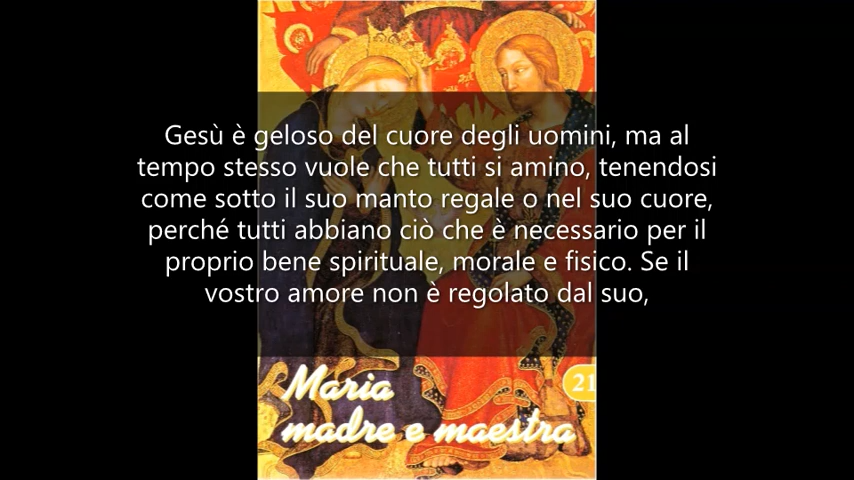 Gesù è geloso del cuore degli uomini, ma al
tempo stesso vuole che tutti si amino, tenendosi
come sotto il suo manto regale o nel suo cuore,
perché tutti abbiano ciò che è necessario per il
proprio bene spirituale, morale e fisico. Se il
vostro amore non è regolato dal suo,
Maria
21
madre e maestra